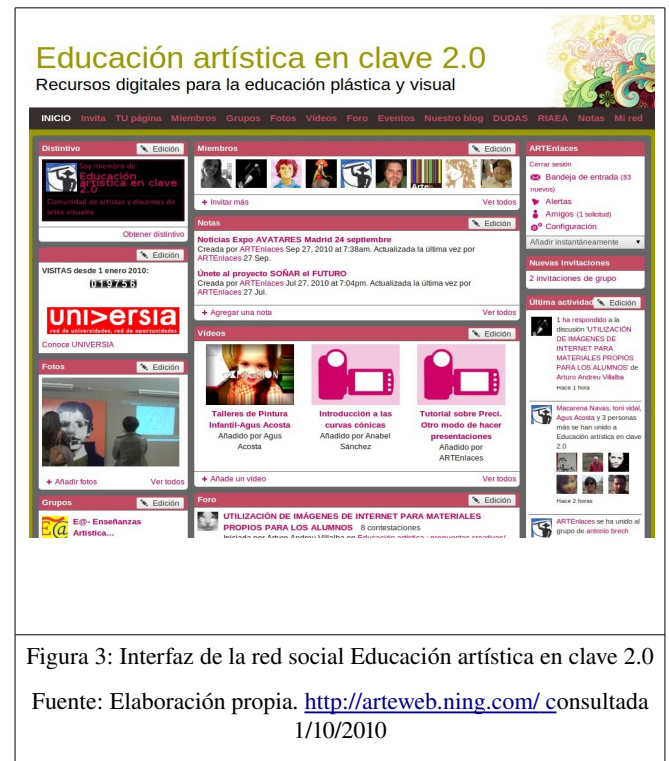 Educación artística en clave 2.0
Recursos digitales para la educación plástica y visual
INICIO Invita TU página Miembros Grupos Fotos Vídeos Foro Eventos Nuestro blog DUDAS RIAEA Notas Mi red
Distintivo
Edición
Soy miembro de:
Educación
artística en clave
2.0
Comunidad de artistas y docentes de
artes visuales
Obtener distintivo
Edición
VISITAS desde 1 enero 2010:
019756
uni>ersia
red de universidades, red de oportunidades
Conoce UNIVERSIA
Fotos
Edición
+ Añadir fotos
Ver todos
Grupos
Edición
E@
E@- Enseñanzas
Artística...
Miembros
Edición
Arte
+ Invitar más
Ver todos
Notas
Edición
Noticias Expo AVATARES Madrid 24 septiembre
Creada por ARTEnlaces Sep 27, 2010 at 7:38am. Actualizada la última vez por
ARTEnlaces 27 Sep.
Únete al proyecto SOÑAR el FUTURO
Creada por ARTEnlaces Jul 27, 2010 at 7:04pm. Actualizada la última vez por
ARTEnlaces 27 Jul.
+ Agregar una nota
Ver todos
Vídeos
Edición
Talleres de Pintura
Infantil-Agus Acosta
Añadido por Agus
Acosta
Introducción a las
curvas cónicas
Añadido por Anabel
Sánchez
Tutorial sobre Preci.
Otro modo de hacer
presentaciones
Añadido por
ARTEnlaces
+ Añade un vídeo
Ver todos
Foro
Edición
UTILIZACIÓN DE IMÁGENES DE INTERNET PARA MATERIALES
PROPIOS PARA LOS ALUMNOS 8 contestaciones
Iniciada por Arturo Andreu Villalba en Educación artística : propuestas creativas/
ARTEnlaces
Cerrar sesión
Bandeja de entrada (83
nuevos)
Alertas
Amigos (1 solicitud)
Configuración
Añadir instantáneamente
Nuevas invitaciones
2 invitaciones de grupo
Última actividad
Edición
1 ha respondido a la
discusión 'UTILIZACIÓN
DE IMÁGENES DE
INTERNET PARA
MATERIALES PROPIOS
PARA LOS ALUMNOS' de
Arturo Andreu Villalba
Hace 1 hora
Macarena Navas, toni vidal,
Agus Acosta y 3 personas
más se han unido a
Educación artística en clave
2.0
Hace 2 horas
ARTEnlaces se ha unido al
grupo de antonio brech
Figura 3: Interfaz de la red social Educación artística en clave 2.0
Fuente: Elaboración propia. http://arteweb.ning.com/ consultada
1/10/2010